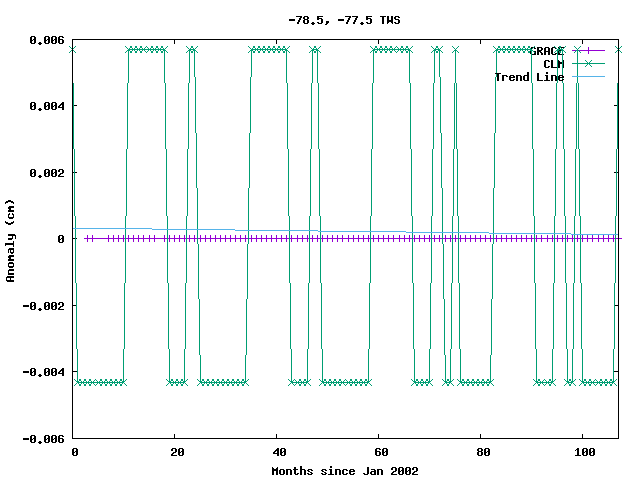 -78.5, -77.5 TWS
0.006
0.004
0.002
0
-0.002
-0.004
-0.006
Anomaly (cm)
GRACE
CLM
Trend Line
0 20 40 60 80 100
Months since Jan 2002